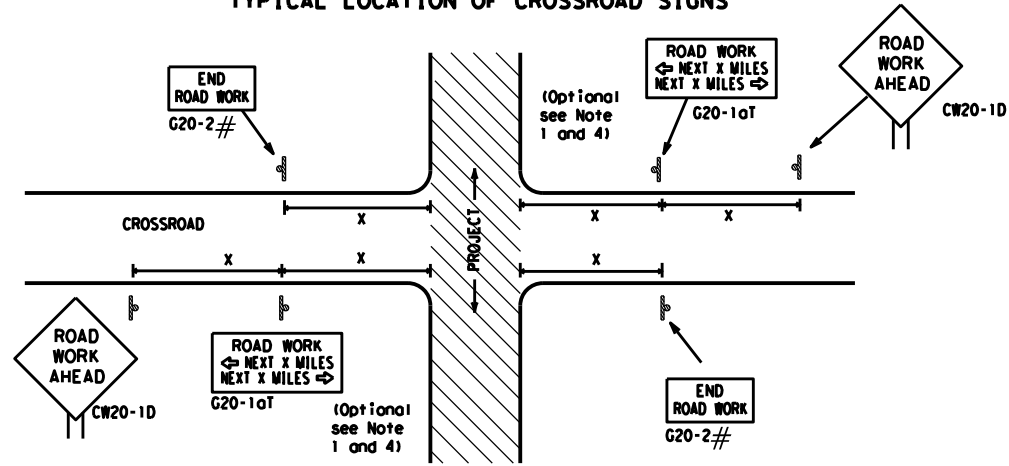 TYPICAL LOCATION OF CROSSROAD SIGNS
END
ROAD WORK
G20-2#
(Optional
see Note
1 and 4)
ROAD WORK
⇦ NEXT X MILES
NEXT X MILES ⇨
G20-1aT
ROAD
WORK
AHEAD
CW20-1D
CROSSROAD
X
X
X
PROJECT
X
X
X
ROAD
WORK
AHEAD
CW20-1D
ROAD WORK
⇦ NEXT X MILES
NEXT X MILES ⇨
G20-1aT
(Optional
see Note
1 and 4)
END
ROAD WORK
G20-2#